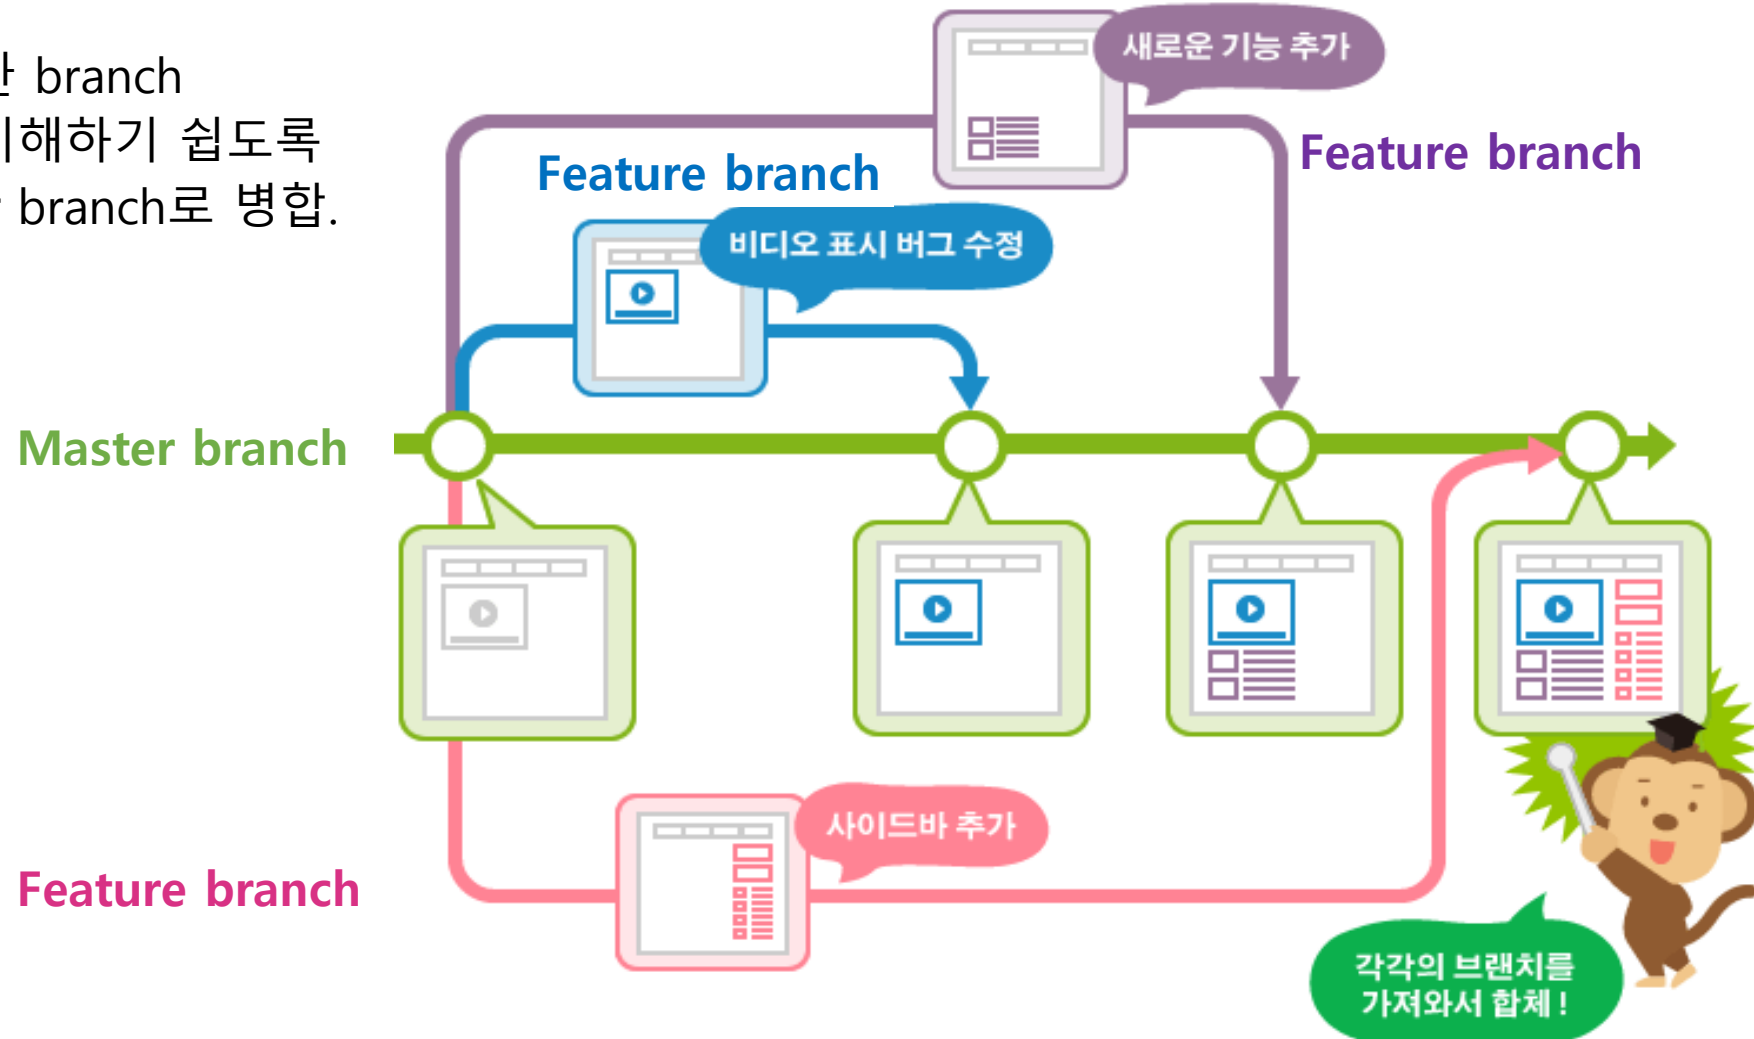 branch
해하기 쉽도록
branch로 병합.
새로운 기능 추가
Feature branch
Feature branch
비디오 표시 버그 수정
Master branch
사이드바 추가
Feature branch
각각의 브랜치를
가져와서 합체 !